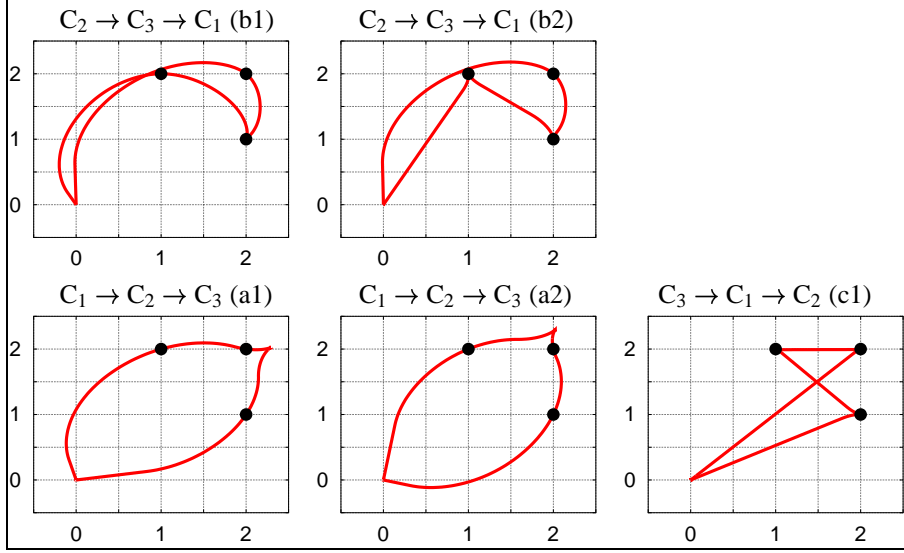 C₂ → C₃ → C₁ (b1)
C₂ → C₃ → C₁ (b2)
2
1
0
0 1 2
2
1
0
0 1 2
C₁ → C₂ → C₃ (a1)
C₁ → C₂ → C₃ (a2)
C₃ → C₁ → C₂ (c1)
2
1
0
0 1 2
2
1
0
0 1 2
2
1
0
0 1 2